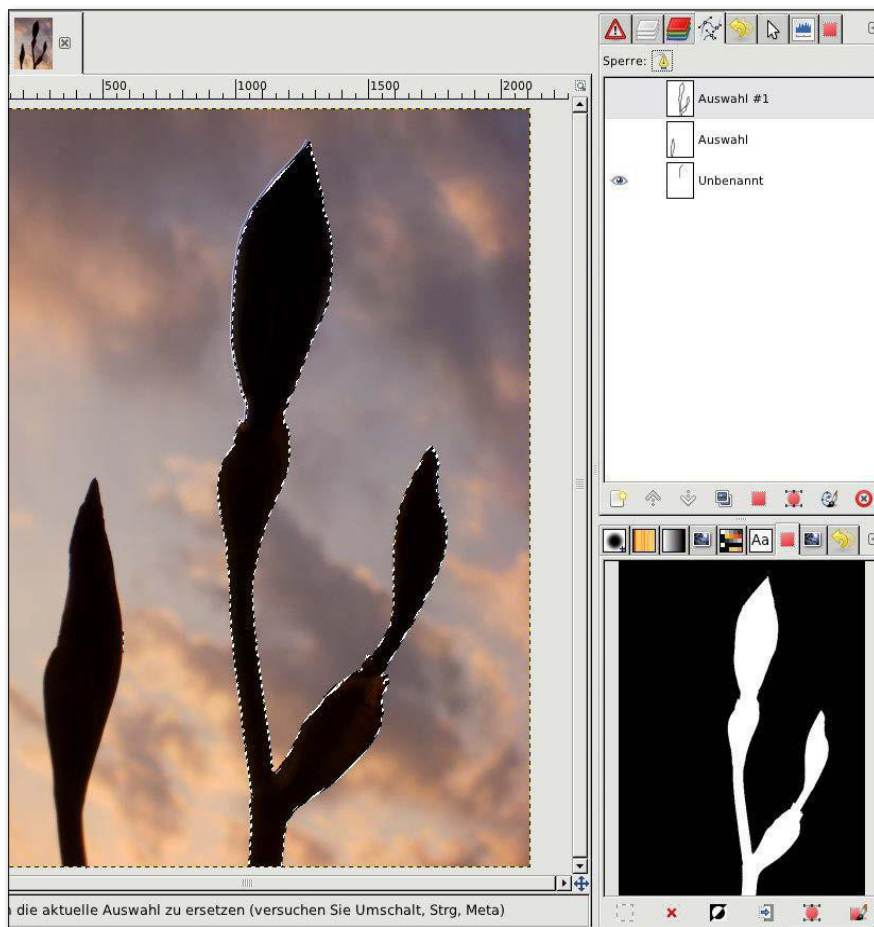 500
1000
1500
2000
Sperre:
Auswahl #1
Auswahl
Unbenannt
Aa
die aktuelle Auswahl zu ersetzen (versuchen Sie Umschalt, Strg, Meta)